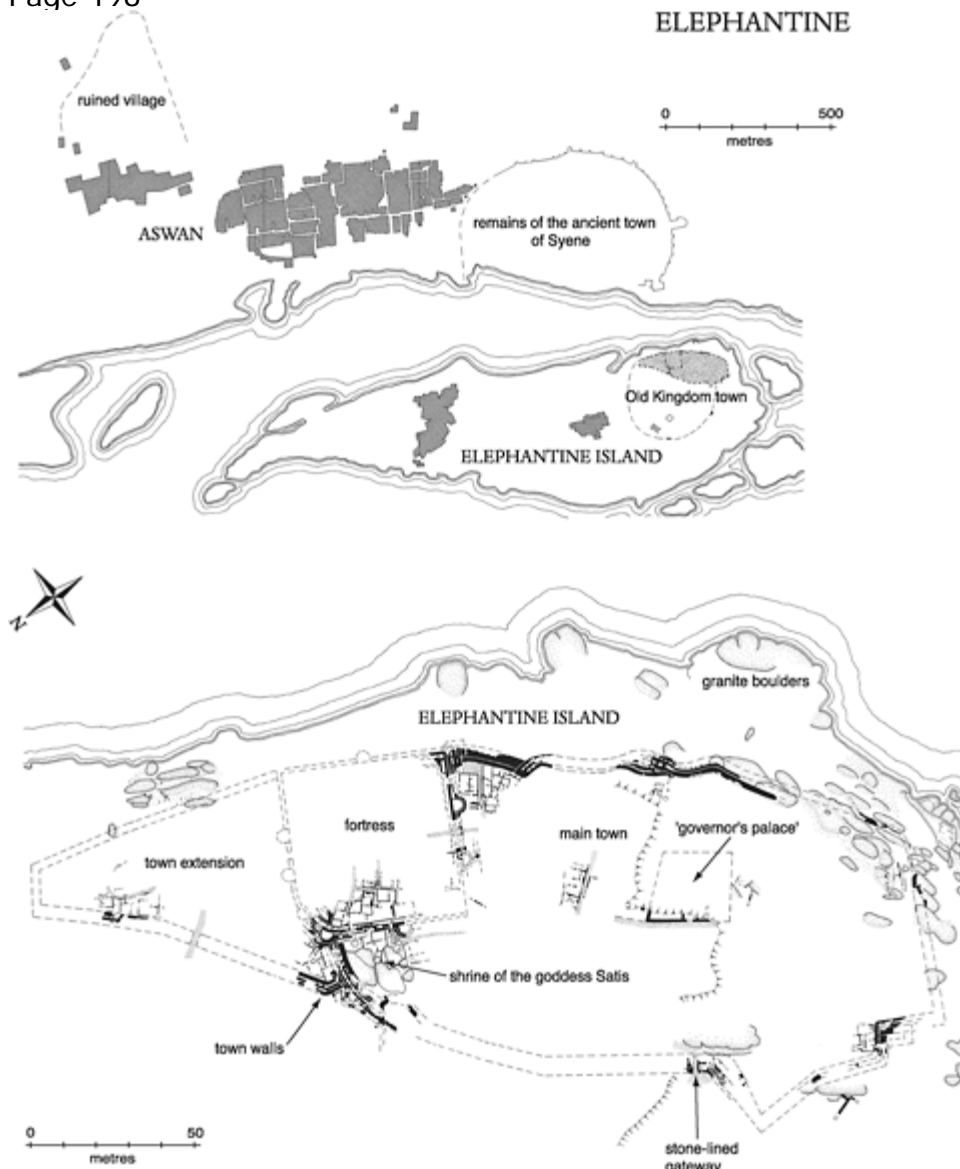 Page 198
ELEPHANTINE
ruined village
0 500
metres
ASWAN
remains of the ancient town
of Syene
Old Kingdom town
ELEPHANTINE ISLAND
N
granite boulders
ELEPHANTINE ISLAND
fortress
main town
'governor's palace'
town extension
shrine of the goddess Satis
town walls
0 50
metres
stone-lined
gateway